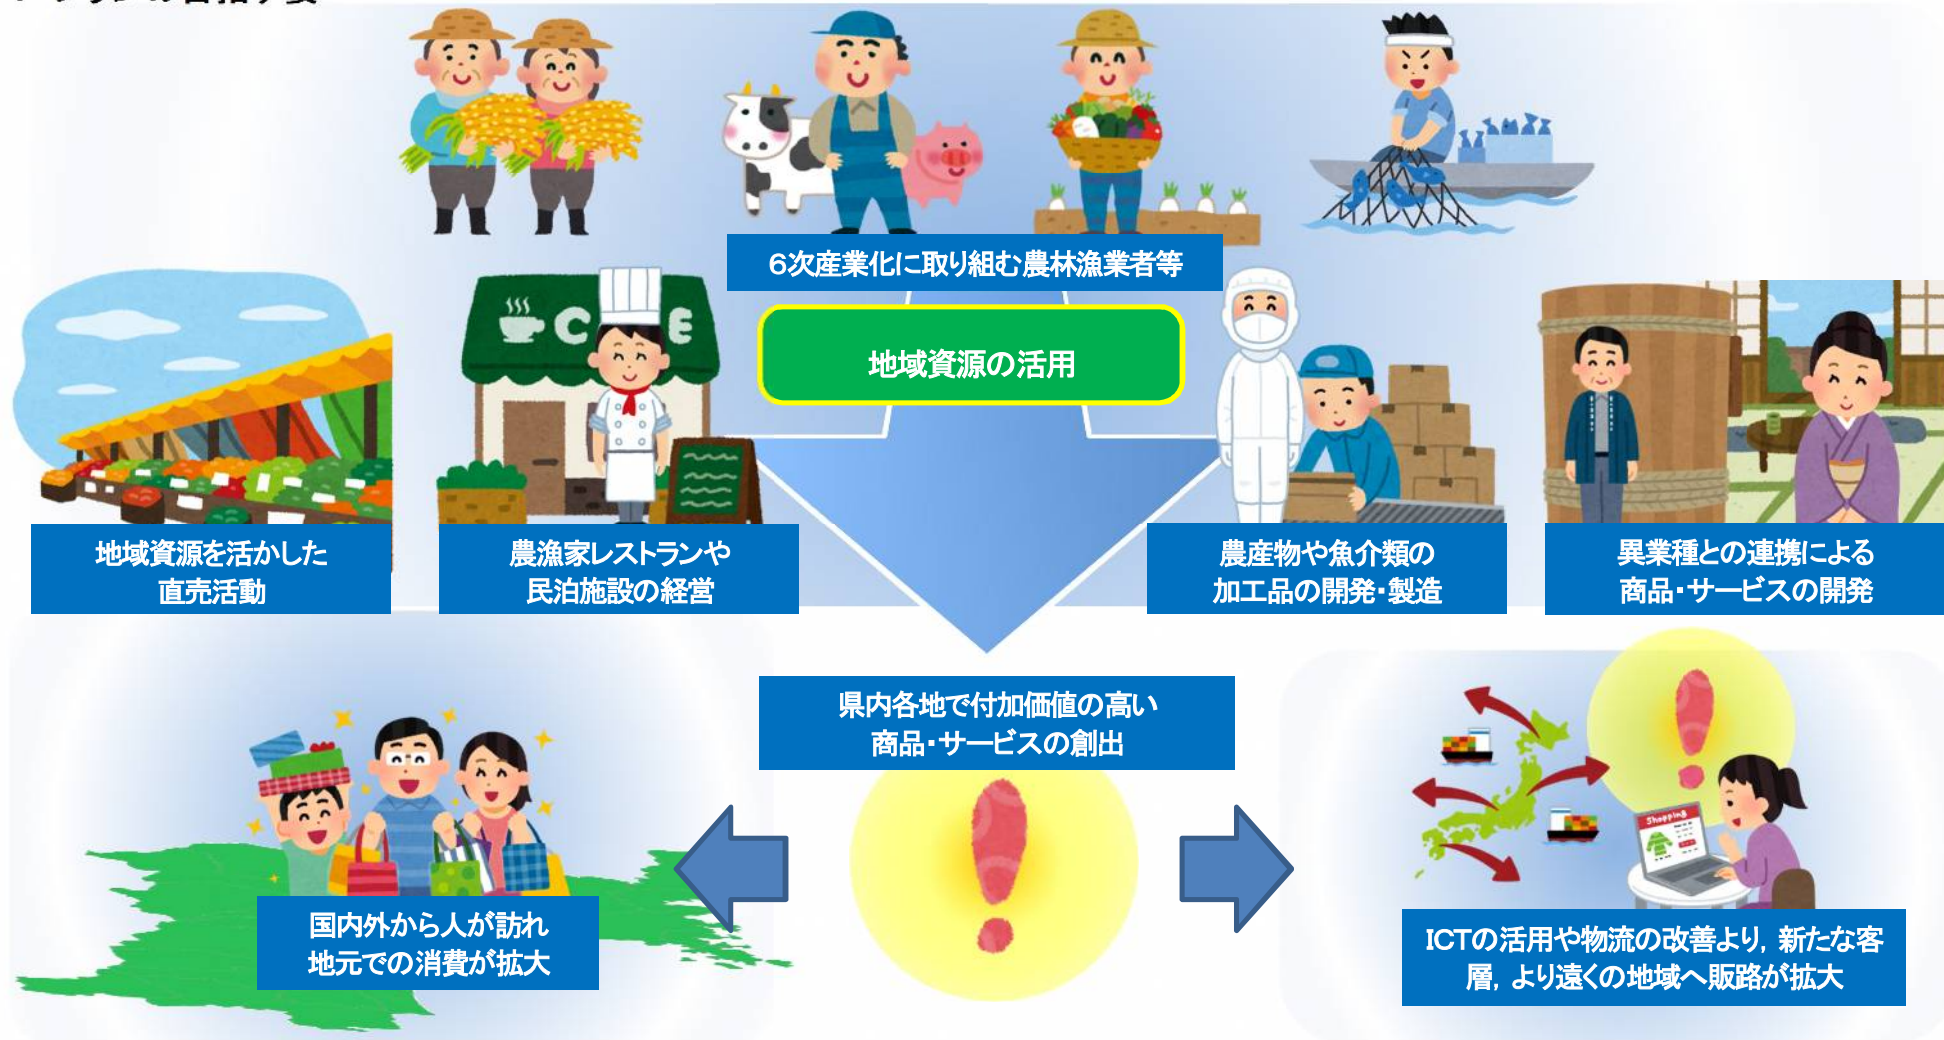 6次産業化に取り組む農林漁業者等
C E
地域資源の活用
地域資源を活かした
直売活動
農漁家レストランや
民泊施設の経営
農産物や魚介類の
加工品の開発・製造
異業種との連携による
商品・サービスの開発
県内各地で付加価値の高い
商品・サービスの創出
Shopping
国内外から人が訪れ
地元での消費が拡大
ICTの活用や物流の改善より，新たな客
層，より遠くの地域へ販路が拡大